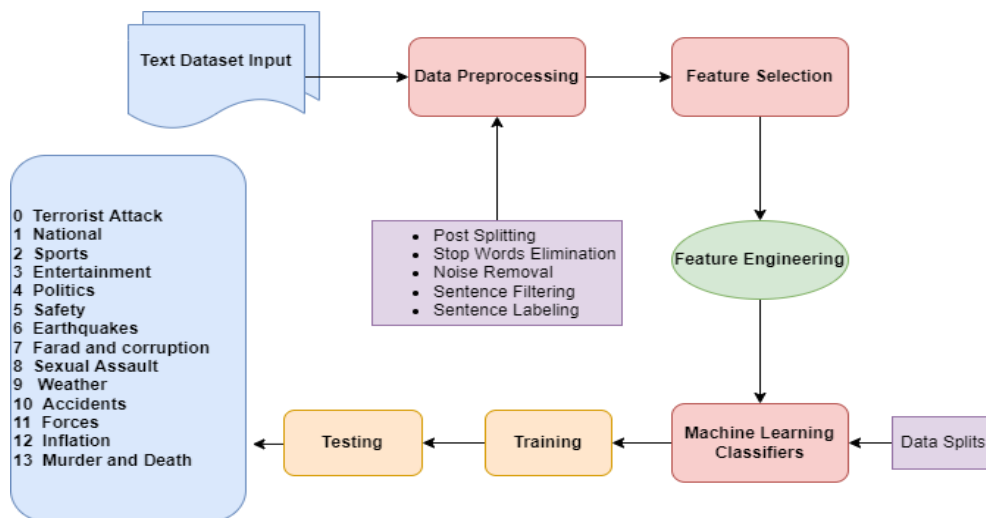 Text Dataset Input
Data Preprocessing
Feature Selection
• Post Splitting
• Stop Words Elimination
• Noise Removal
• Sentence Filtering
• Sentence Labeling
Feature Engineering
0 Terrorist Attack
1 National
2 Sports
3 Entertainment
4 Politics
5 Safety
6 Earthquakes
7 Farad and corruption
8 Sexual Assault
9 Weather
10 Accidents
11 Forces
12 Inflation
13 Murder and Death
Testing
Training
Machine Learning
Classifiers
Data Splits